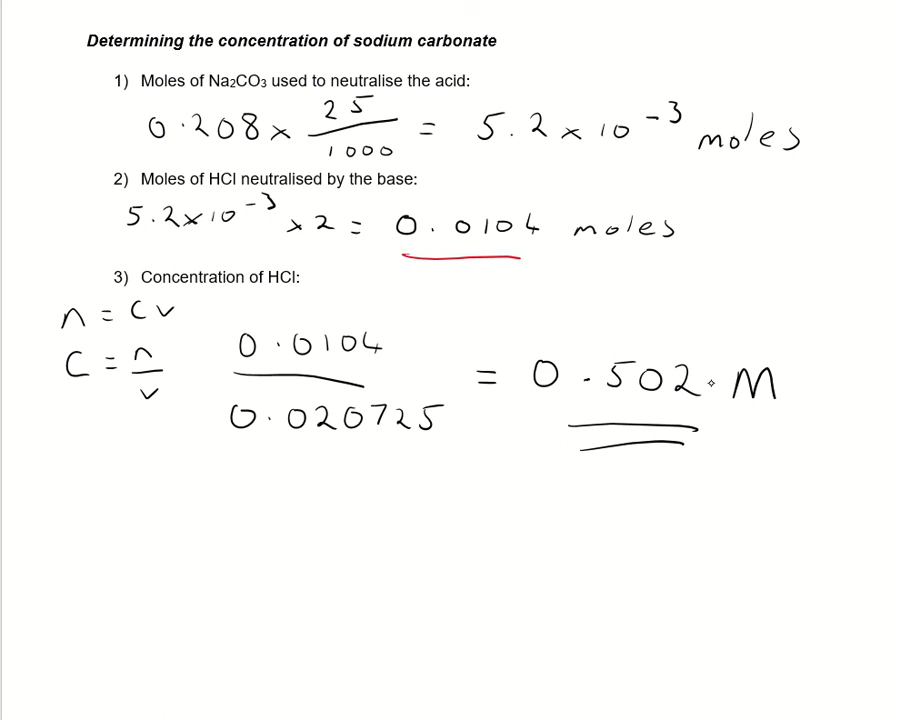 Determining the concentration of sodium carbonate
1) Moles of Na₂CO₃ used to neutralise the acid:
0.208 × 25/1000 = 5.2 × 10⁻³ moles
2) Moles of HCl neutralised by the base:
5.2×10⁻³ × 2 = 0.0104 moles
3) Concentration of HCl:
n = cv
c = n/v 0.0104/0.020725 = 0.502 M